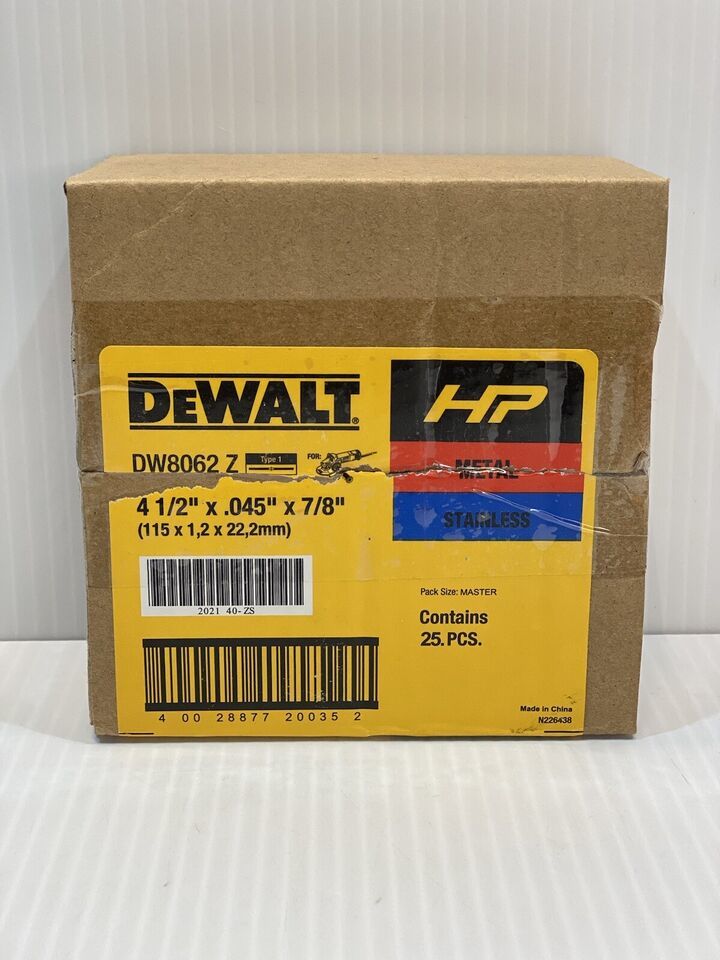 DEWALT®
HP
DW8062 Z
Type 1
FOR:
METAL
4 1/2" x .045" x 7/8"
(115 x 1,2 x 22,2mm)
STAINLESS
2021 40-ZS
Pack Size: MASTER
Contains
25.PCS.
4 00 28877 20035 2
Made in China
N226438